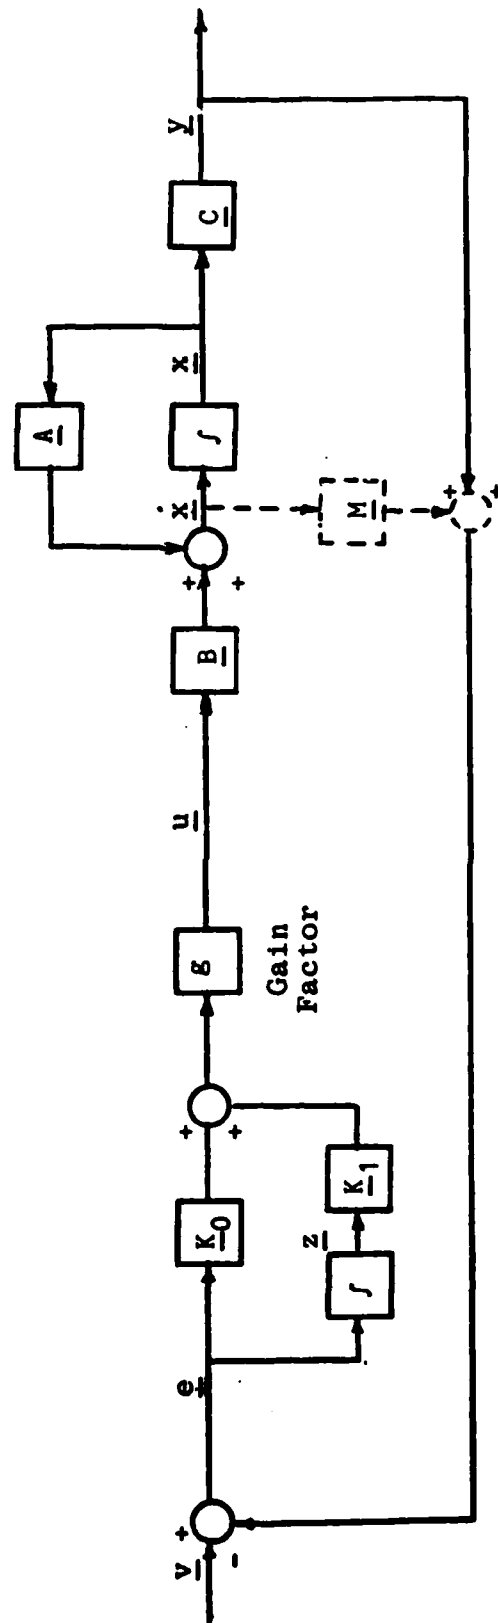 v
+
-
e
K0
∫
z
K1
+
+
g
Gain
Factor
u
B
+
+
A
ẋ
∫
x
M
C
y
+
+